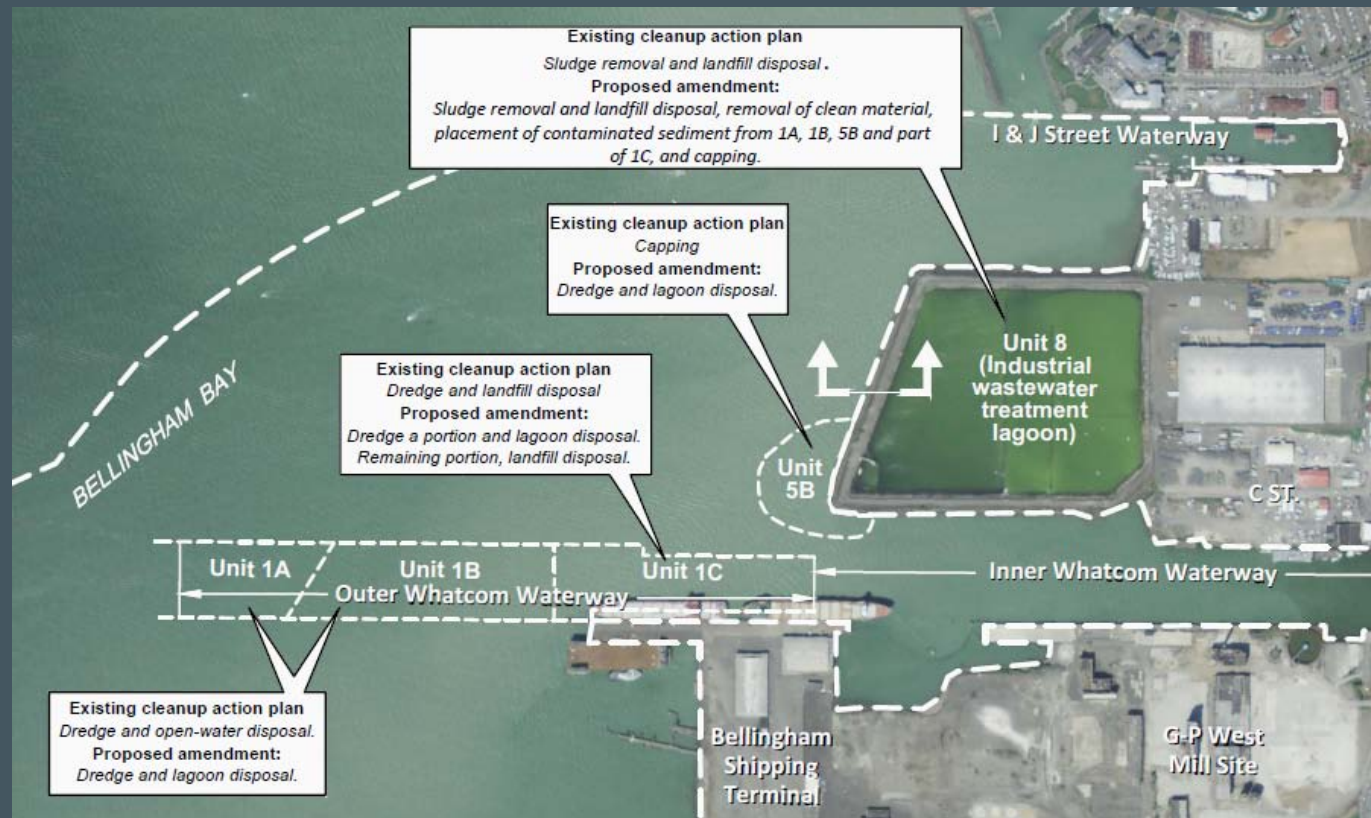 Existing cleanup action plan
Sludge removal and landfill disposal.
Proposed amendment:
Sludge removal and landfill disposal, removal of clean material,
placement of contaminated sediment from 1A, 1B, 5B and part
of 1C, and capping.
I & J Street Waterway
Existing cleanup action plan
Capping
Proposed amendment:
Dredge and lagoon disposal.
Unit 8
(Industrial
wastewater
treatment
lagoon)
BELLINGHAM BAY
Existing cleanup action plan
Dredge and landfill disposal
Proposed amendment:
Dredge a portion and lagoon disposal.
Remaining portion, landfill disposal.
Unit
5B
C ST.
Unit 1A
Unit 1B
Unit 1C
Inner Whatcom Waterway
Outer Whatcom Waterway
Existing cleanup action plan
Dredge and open-water disposal.
Proposed amendment:
Dredge and lagoon disposal.
Bellingham
Shipping
Terminal
G-P West
Mill Site